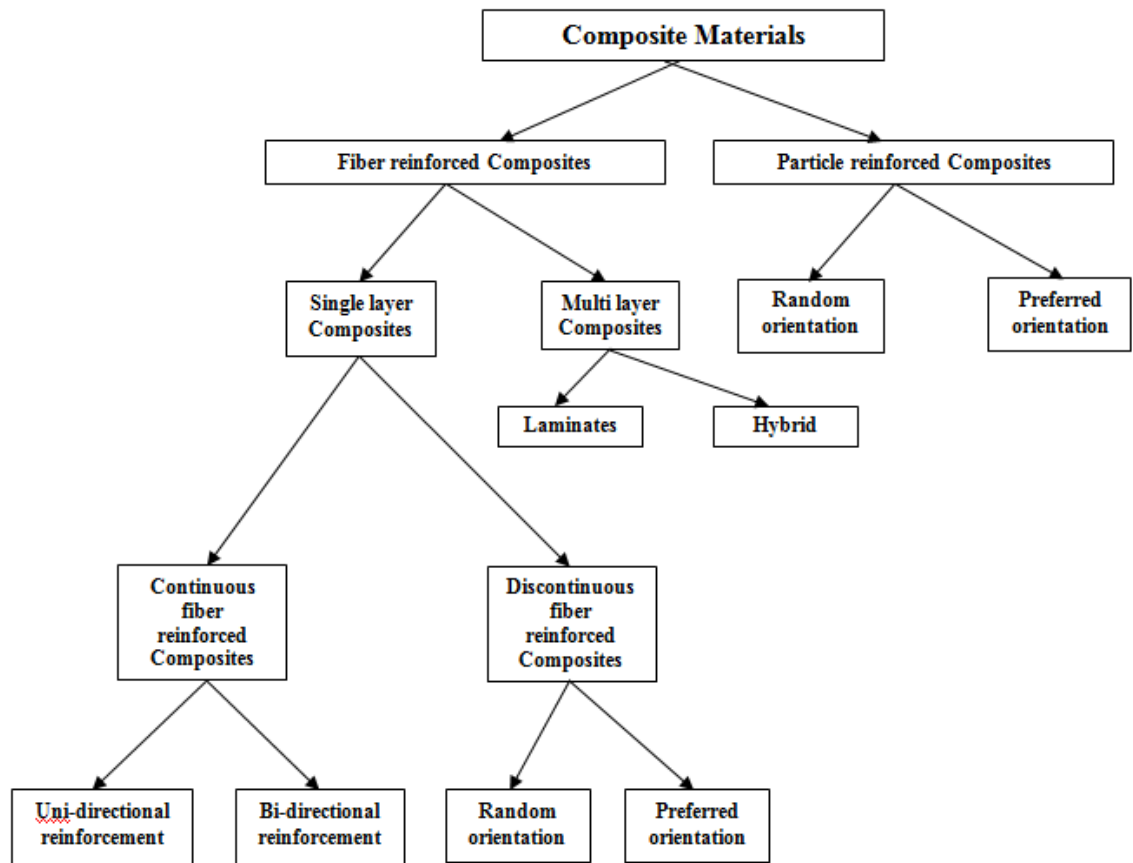 Composite Materials
Fiber reinforced Composites
Particle reinforced Composites
Single layer
Composites
Multi layer
Composites
Random
orientation
Preferred
orientation
Laminates
Hybrid
Continuous
fiber
reinforced
Composites
Discontinuous
fiber
reinforced
Composites
Uni-directional
reinforcement
Bi-directional
reinforcement
Random
orientation
Preferred
orientation